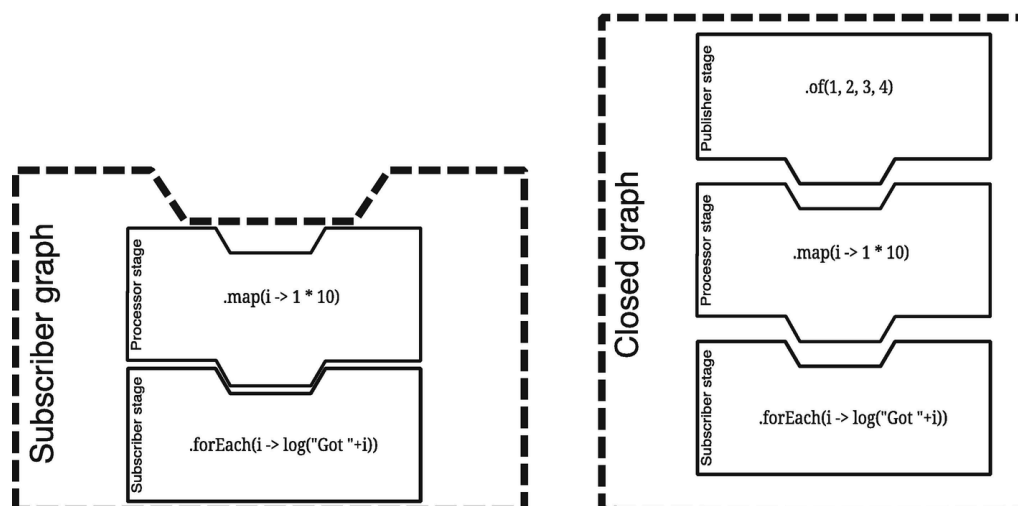 Subscriber graph
Processor stage
.map(i -> 1 * 10)
Subscriber stage
.forEach(i -> log("Got "+i))
Closed graph
Publisher stage
.of(1, 2, 3, 4)
Processor stage
.map(i -> 1 * 10)
Subscriber stage
.forEach(i -> log("Got "+i))